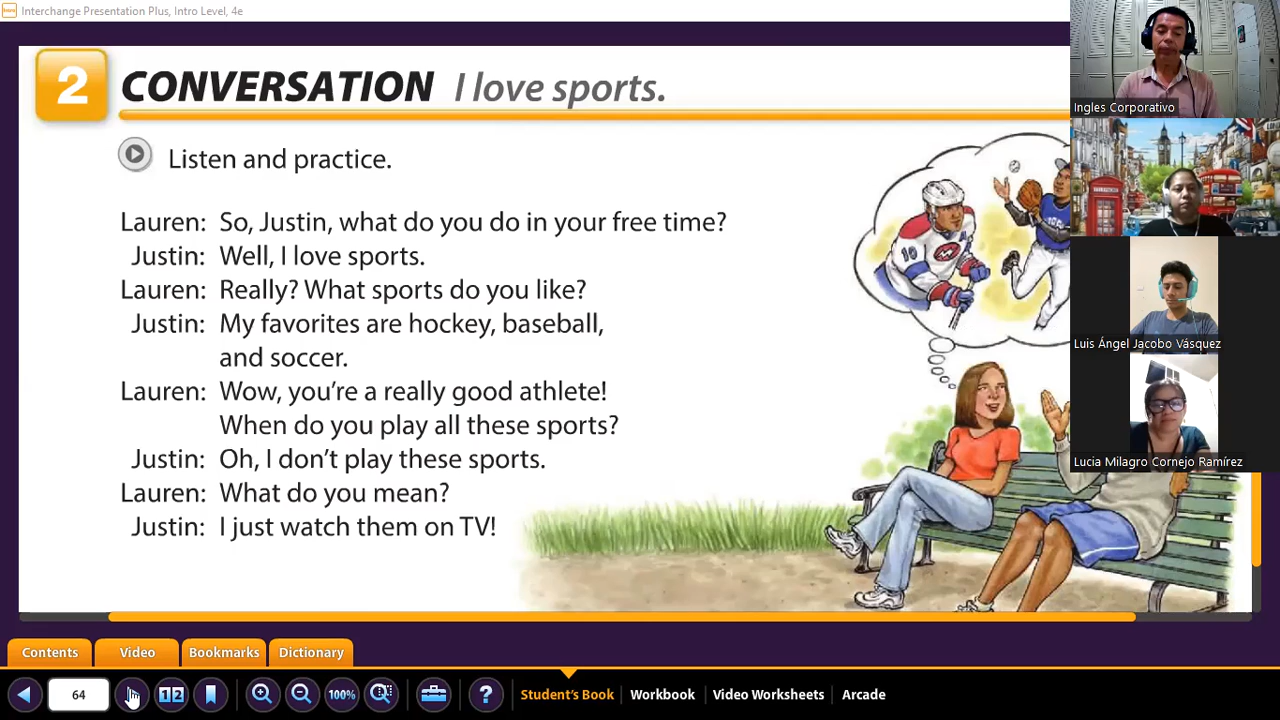 Interchange Presentation Plus, Intro Level, 4e
2 CONVERSATION I love sports.
Listen and practice.
Lauren: So, Justin, what do you do in your free time?
Justin: Well, I love sports.
Lauren: Really? What sports do you like?
Justin: My favorites are hockey, baseball,
and soccer.
Lauren: Wow, you're a really good athlete!
When do you play all these sports?
Justin: Oh, I don't play these sports.
Lauren: What do you mean?
Justin: I just watch them on TV!
10
Ingles Corporativo
Luis Ángel Jacobo Vásquez
Lucia Milagro Cornejo Ramírez
Contents Video Bookmarks Dictionary
64 1 2 100% ? Student's Book Workbook Video Worksheets Arcade